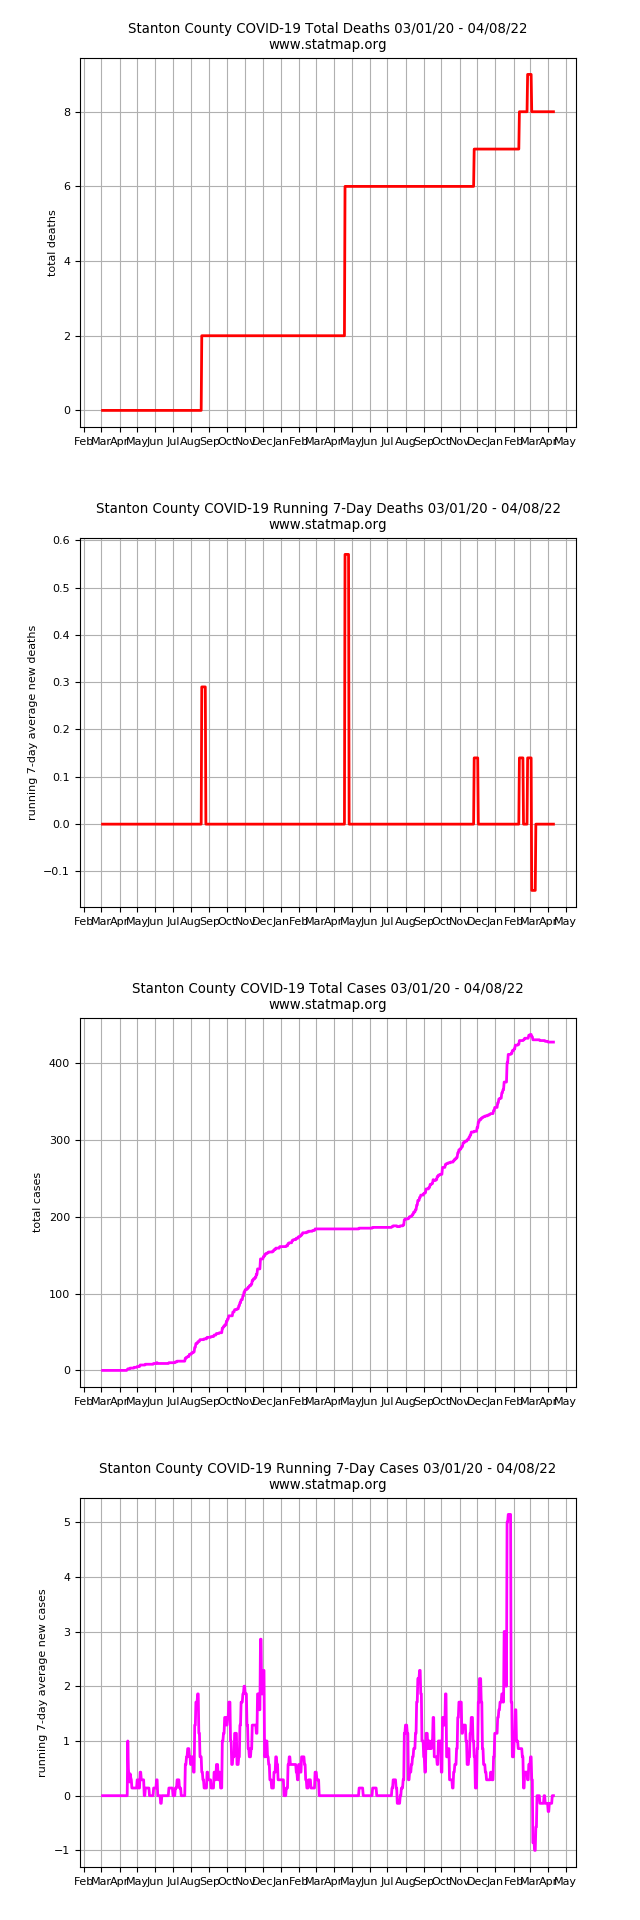 Stanton County COVID-19 Total Deaths 03/01/20 - 04/08/22
www.statmap.org
8
6
4
2
0
total deaths
Feb Mar Apr May Jun Jul Aug Sep Oct Nov Dec Jan Feb Mar Apr May Jun Jul Aug Sep Oct Nov Dec Jan Feb Mar Apr May
Stanton County COVID-19 Running 7-Day Deaths 03/01/20 - 04/08/22
www.statmap.org
0.6
0.5
0.4
0.3
0.2
0.1
0.0
−0.1
running 7-day average new deaths
Feb Mar Apr May Jun Jul Aug Sep Oct Nov Dec Jan Feb Mar Apr May Jun Jul Aug Sep Oct Nov Dec Jan Feb Mar Apr May
Stanton County COVID-19 Total Cases 03/01/20 - 04/08/22
www.statmap.org
400
300
200
100
0
total cases
Feb Mar Apr May Jun Jul Aug Sep Oct Nov Dec Jan Feb Mar Apr May Jun Jul Aug Sep Oct Nov Dec Jan Feb Mar Apr May
Stanton County COVID-19 Running 7-Day Cases 03/01/20 - 04/08/22
www.statmap.org
5
4
3
2
1
0
−1
running 7-day average new cases
Feb Mar Apr May Jun Jul Aug Sep Oct Nov Dec Jan Feb Mar Apr May Jun Jul Aug Sep Oct Nov Dec Jan Feb Mar Apr May